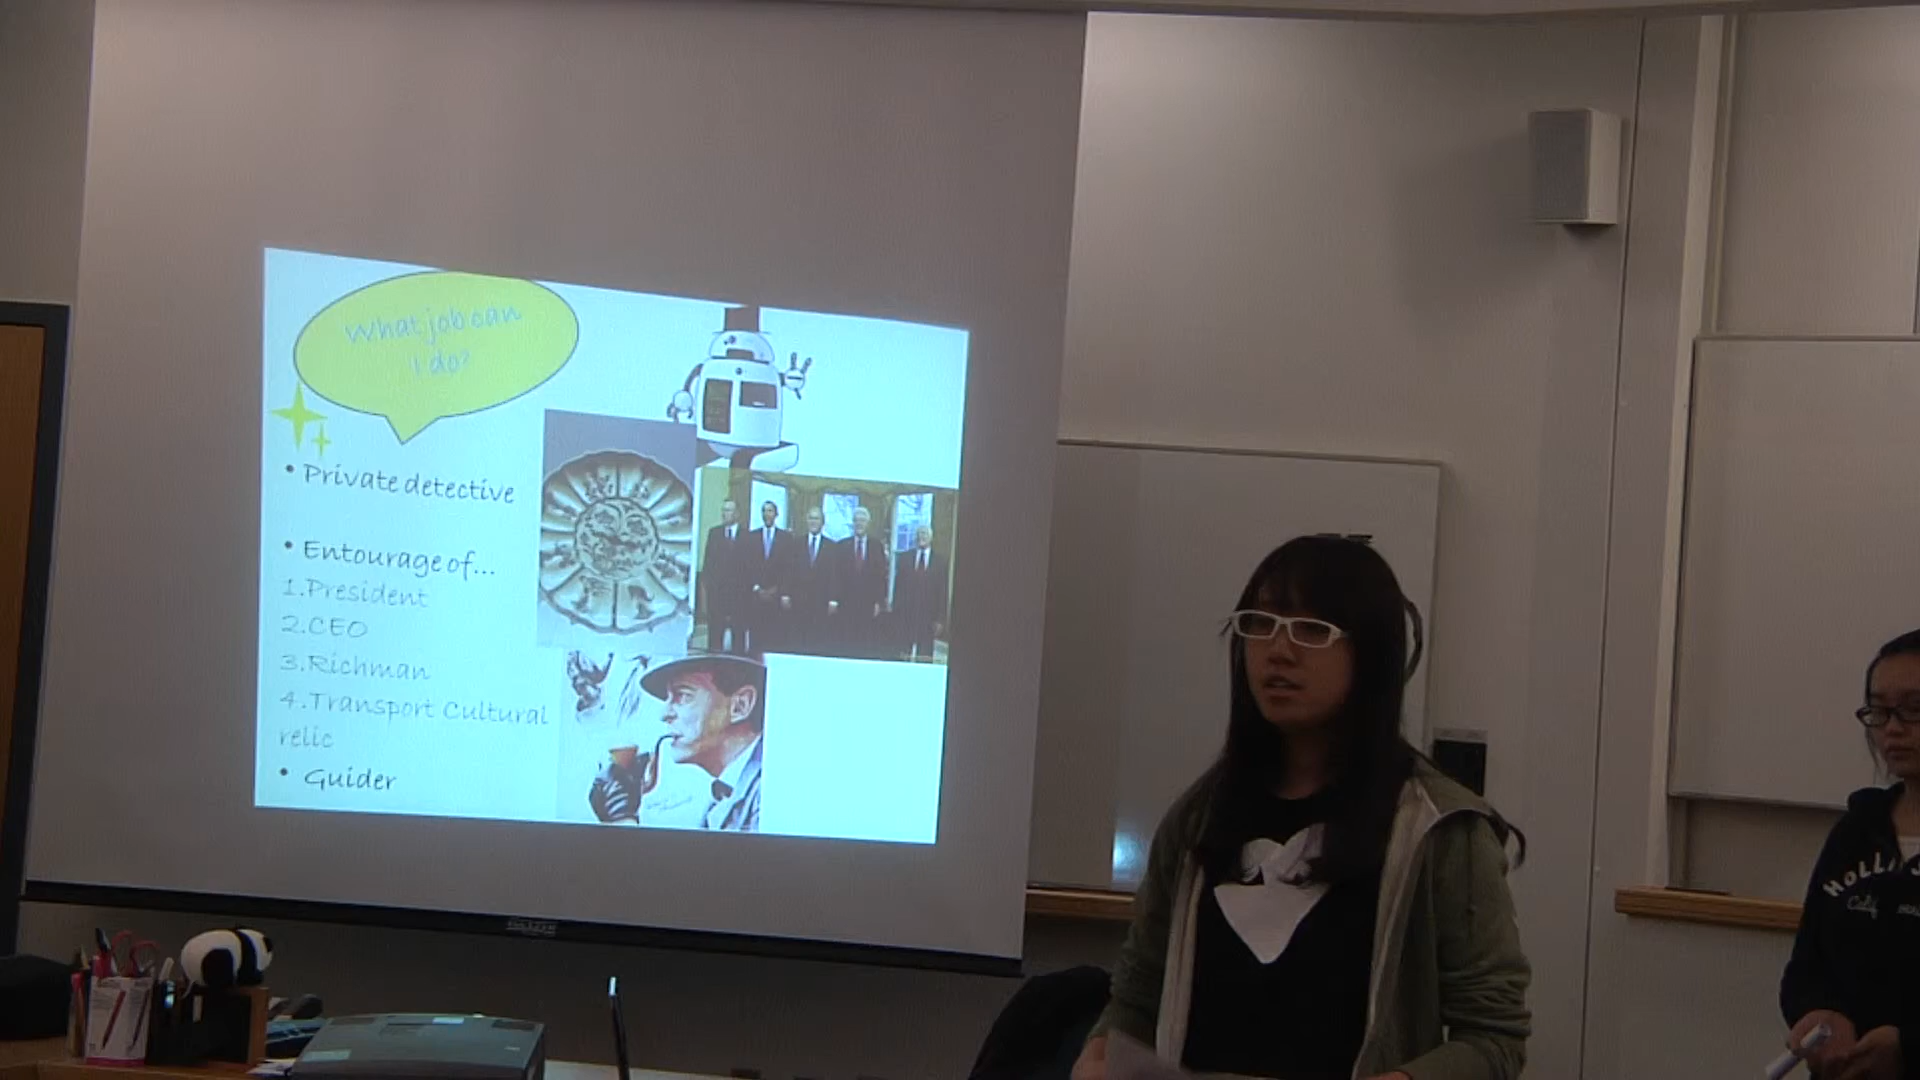 What job can
I do?
• Private detective
• Entourage of...
1.President
2.CEO
3.Richman
4.Transport Cultural
relic
• Guider